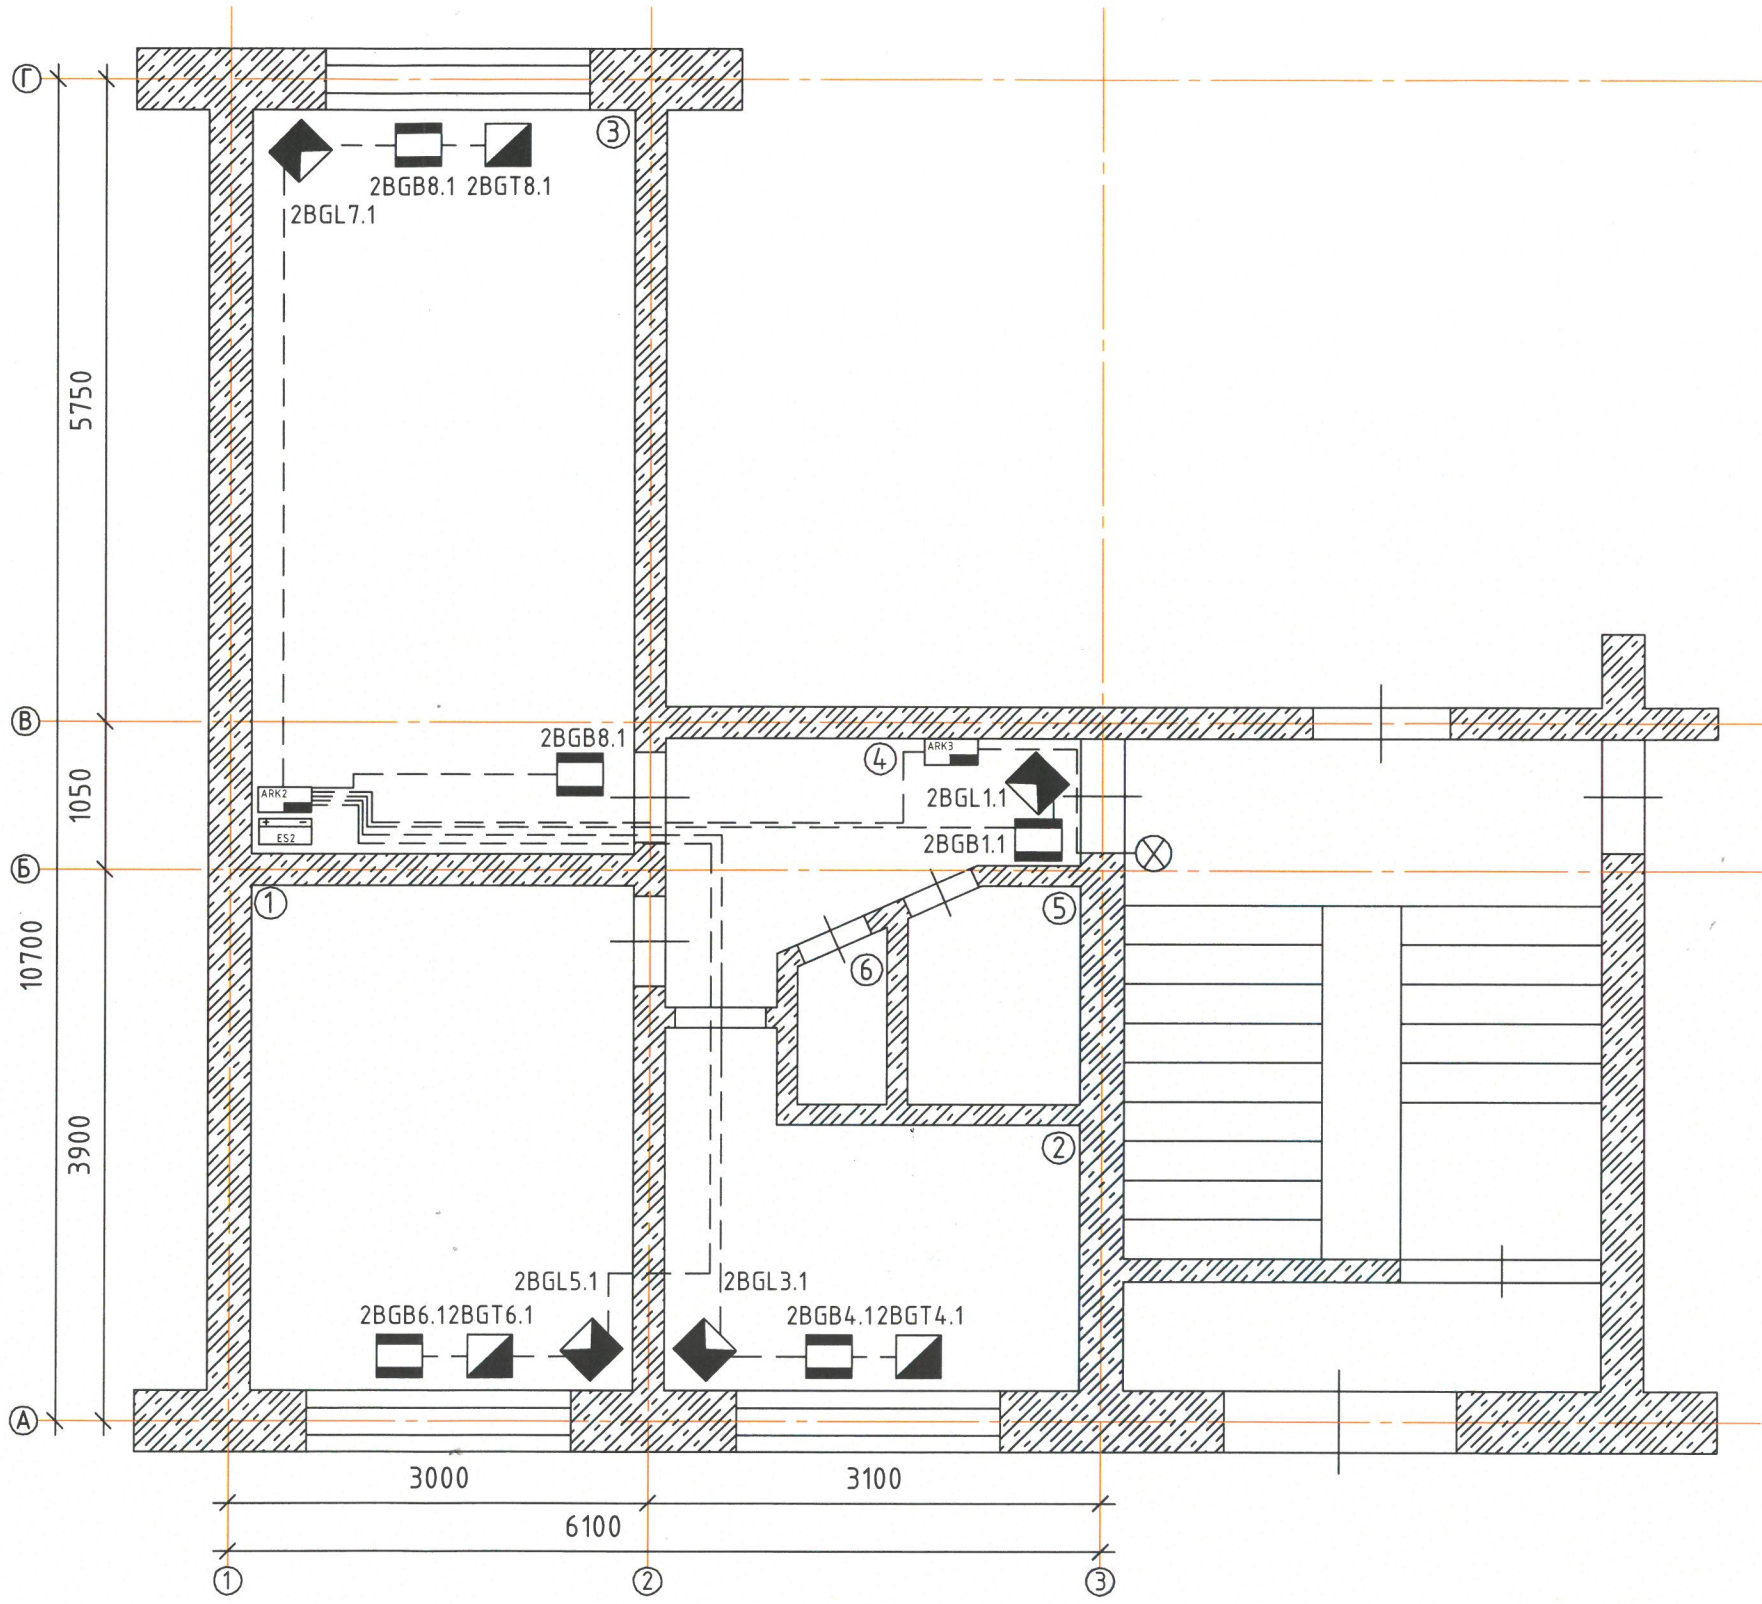 Г
3
2BGB8.1 2BGT8.1
2BGL7.1
5750
В
2BGB8.1
4
ARK3
ARK2
2BGL1.1
1050
+ -
ES2
2BGB1.1
Б
1
5
10700
6
3900
2
2BGL5.1
2BGL3.1
2BGB6.12BGT6.1
2BGB4.12BGT4.1
А
3000
3100
6100
1
2
3